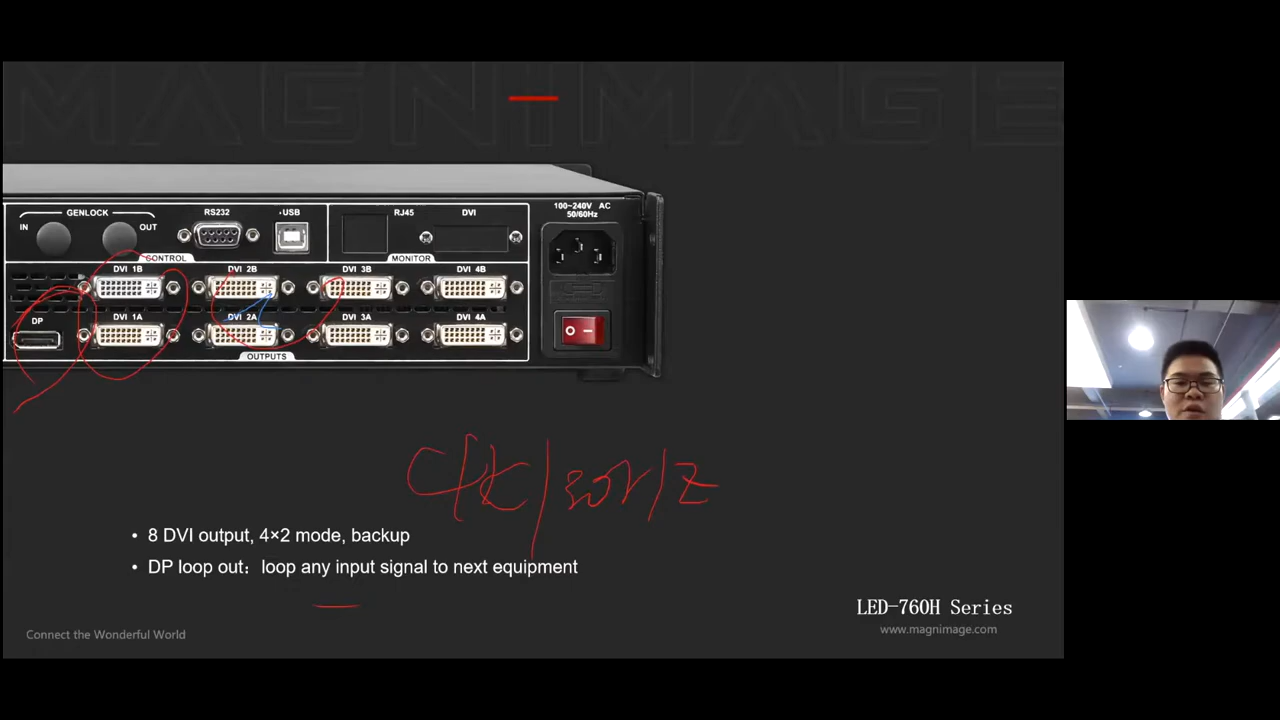 MAGNIMAGE
GENLOCK
IN
OUT
RS232
USB
RJ45
DVI
CONTROL
MONITOR
100~240V AC
50/60Hz
DVI 1B
DVI 2B
DVI 3B
DVI 4B
DP
DVI 1A
DVI 2A
DVI 3A
DVI 4A
OUTPUTS
• 8 DVI output, 4×2 mode, backup
• DP loop out：loop any input signal to next equipment
LED-760H Series
www.magnimage.com
Connect the Wonderful World